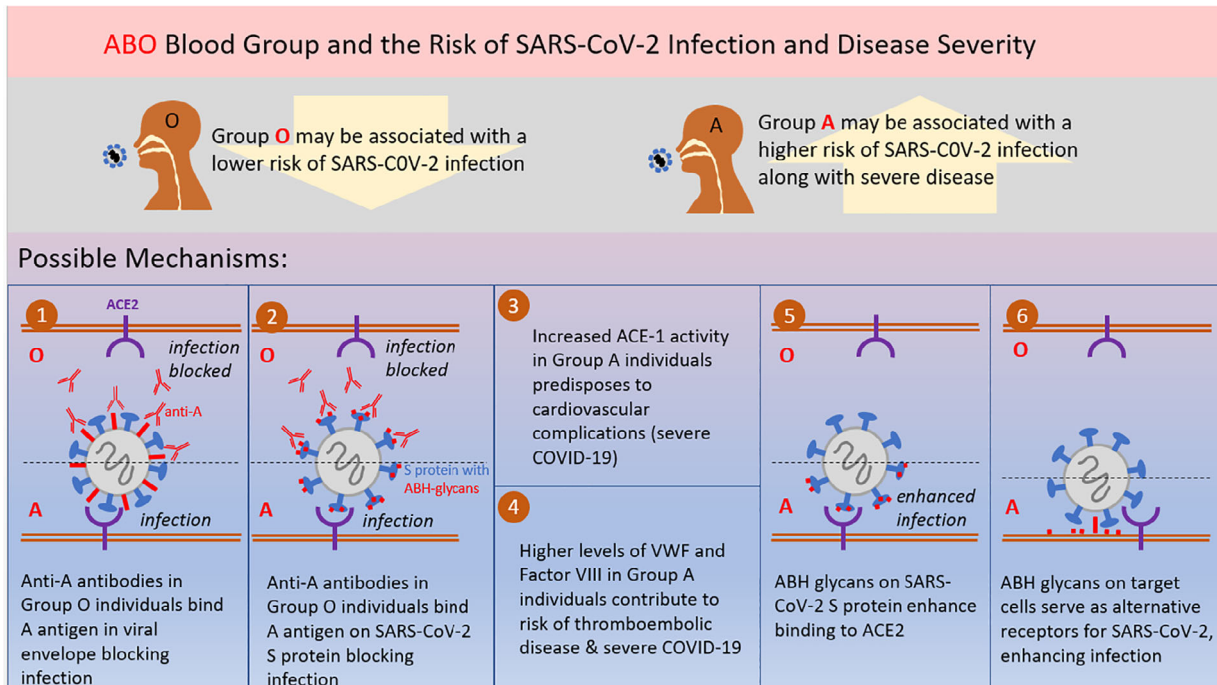 ABO Blood Group and the Risk of SARS-CoV-2 Infection and Disease Severity
O
Group O may be associated with a
lower risk of SARS-C0V-2 infection
A
Group A may be associated with a
higher risk of SARS-C0V-2 infection
along with severe disease
Possible Mechanisms:
1
ACE2
O
infection
blocked
anti-A
A
infection
Anti-A antibodies in
Group O individuals bind
A antigen in viral
envelope blocking
infection
2
O
infection
blocked
S protein with
ABH-glycans
A
infection
Anti-A antibodies in
Group O individuals bind
A antigen on SARS-CoV-2
S protein blocking
infection
3
Increased ACE-1 activity
in Group A individuals
predisposes to
cardiovascular
complications (severe
COVID-19)
4
Higher levels of VWF and
Factor VIII in Group A
individuals contribute to
risk of thromboembolic
disease & severe COVID-19
5
O
A
enhanced
infection
ABH glycans on SARS-
CoV-2 S protein enhance
binding to ACE2
6
O
A
ABH glycans on target
cells serve as alternative
receptors for SARS-CoV-2,
enhancing infection